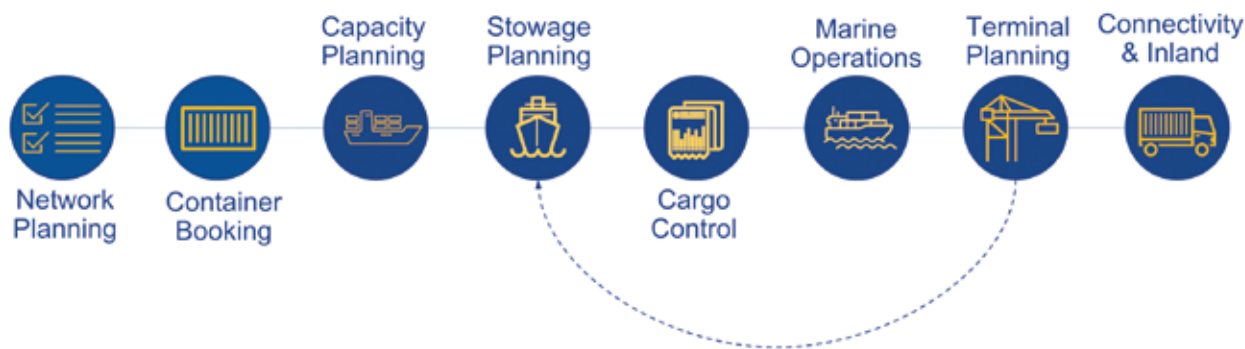 Network
Planning
Container
Booking
Capacity
Planning
Stowage
Planning
Cargo
Control
Marine
Operations
Terminal
Planning
Connectivity
& Inland